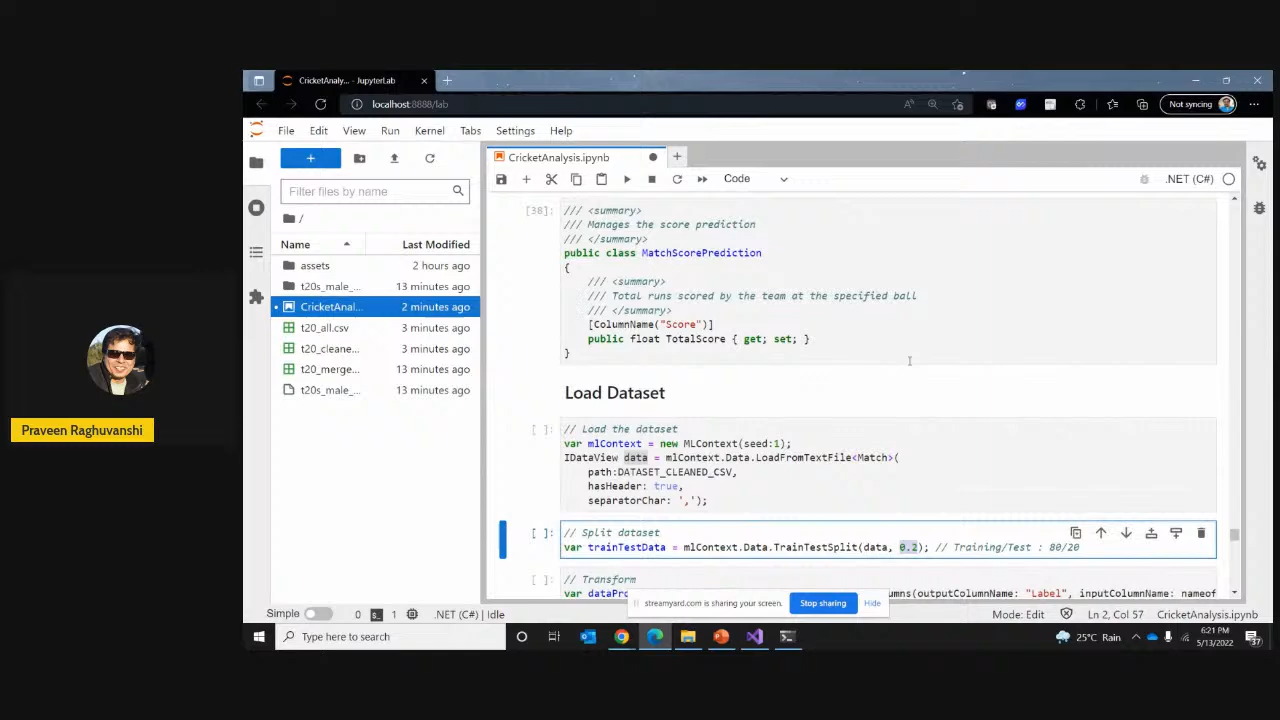 CricketAnaly... - JupyterLab
localhost:8888/lab
Not syncing
File Edit View Run Kernel Tabs Settings Help
CricketAnalysis.ipynb
Filter files by name
Code
.NET (C#)
/
Name Last Modified
assets 2 hours ago
t20s_male_... 13 minutes ago
CricketAnal... 2 minutes ago
t20_all.csv 3 minutes ago
t20_cleane... 3 minutes ago
t20_merge... 13 minutes ago
t20s_male_... 13 minutes ago
[38]: /// <summary>
/// Manages the score prediction
/// </summary>
public class MatchScorePrediction
{
/// <summary>
/// Total runs scored by the team at the specified ball
/// </summary>
[ColumnName("Score")]
public float TotalScore { get; set; }
}
Load Dataset
[ ]: // Load the dataset
var mlContext = new MLContext(seed:1);
IDataView data = mlContext.Data.LoadFromTextFile<Match>(
path:DATASET_CLEANED_CSV,
hasHeader: true,
separatorChar: ',');
[ ]: // Split dataset
var trainTestData = mlContext.Data.TrainTestSplit(data, 0.2); // Training/Test : 80/20
[ ]: // Transform
var dataPro
umns(outputColumnName: "Label", inputColumnName: nameof
streamyard.com is sharing your screen. Stop sharing Hide
Simple 0 1 .NET (C#) | Idle
Mode: Edit Ln 2, Col 57 CricketAnalysis.ipynb
Type here to search
25°C Rain
6:21 PM
5/13/2022
37
Praveen Raghuvanshi